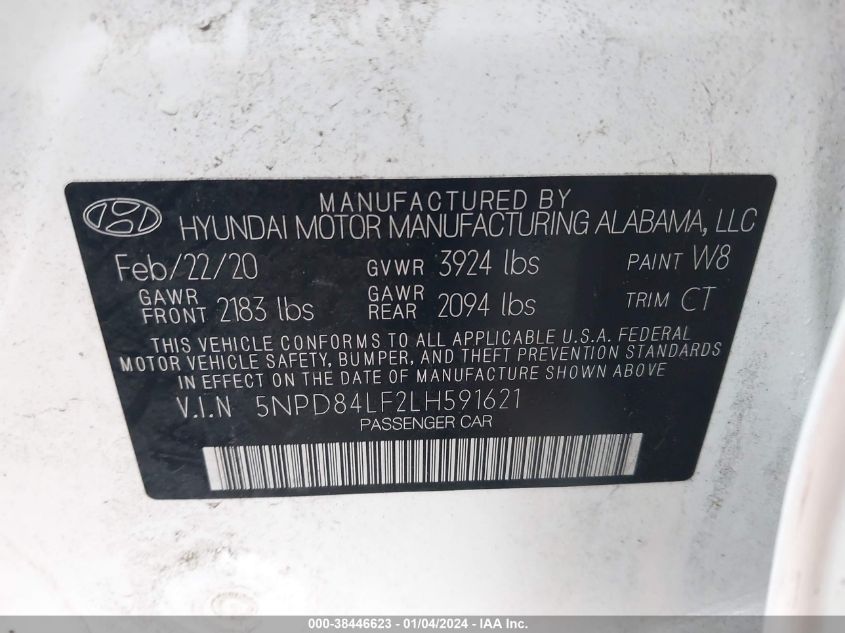 MANUFACTURED BY
HYUNDAI MOTOR MANUFACTURING ALABAMA, LLC
Feb/22/20 GVWR 3924 lbs PAINT W8
GAWR FRONT 2183 lbs GAWR REAR 2094 lbs TRIM CT
THIS VEHICLE CONFORMS TO ALL APPLICABLE U.S.A. FEDERAL
MOTOR VEHICLE SAFETY, BUMPER, AND THEFT PREVENTION STANDARDS
IN EFFECT ON THE DATE OF MANUFACTURE SHOWN ABOVE
V.I.N 5NPD84LF2LH591621
PASSENGER CAR
000-38446623 - 01/04/2024 - IAA Inc.